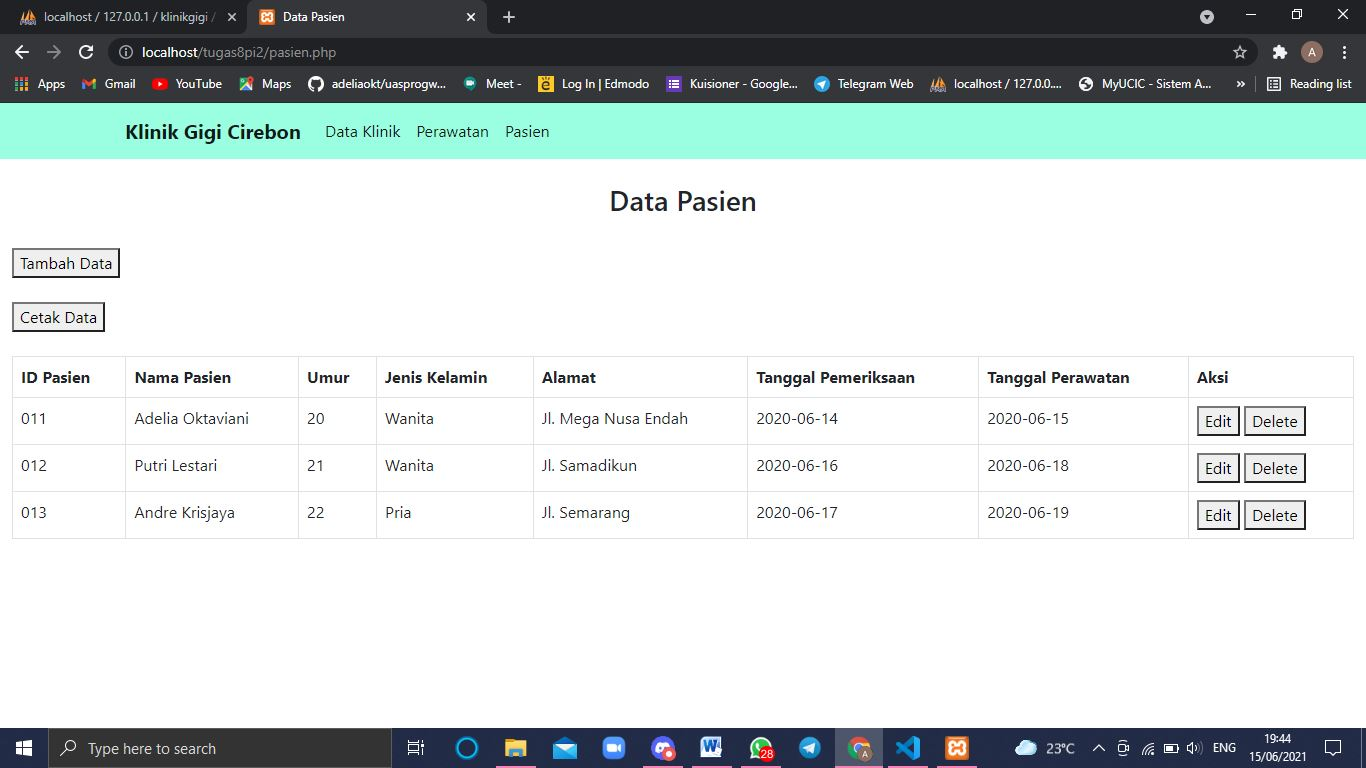 localhost / 127.0.0.1 / klinikgigi /
Data Pasien
localhost/tugas8pi2/pasien.php
A
Apps Gmail YouTube Maps adeliaokt/uasprogw... Meet - Log In | Edmodo Kuisioner - Google... Telegram Web localhost / 127.0.0.... MyUCIC - Sistem A... » Reading list
Klinik Gigi Cirebon Data Klinik Perawatan Pasien
Data Pasien
Tambah Data
Cetak Data
ID Pasien Nama Pasien Umur Jenis Kelamin Alamat Tanggal Pemeriksaan Tanggal Perawatan Aksi
011 Adelia Oktaviani 20 Wanita Jl. Mega Nusa Endah 2020-06-14 2020-06-15 Edit Delete
012 Putri Lestari 21 Wanita Jl. Samadikun 2020-06-16 2020-06-18 Edit Delete
013 Andre Krisjaya 22 Pria Jl. Semarang 2020-06-17 2020-06-19 Edit Delete
Type here to search
28
A
23°C
ENG
19:44
15/06/2021